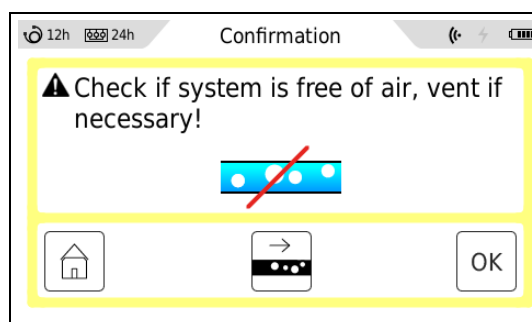 12h 24h Confirmation
Check if system is free of air, vent if
necessary!
OK